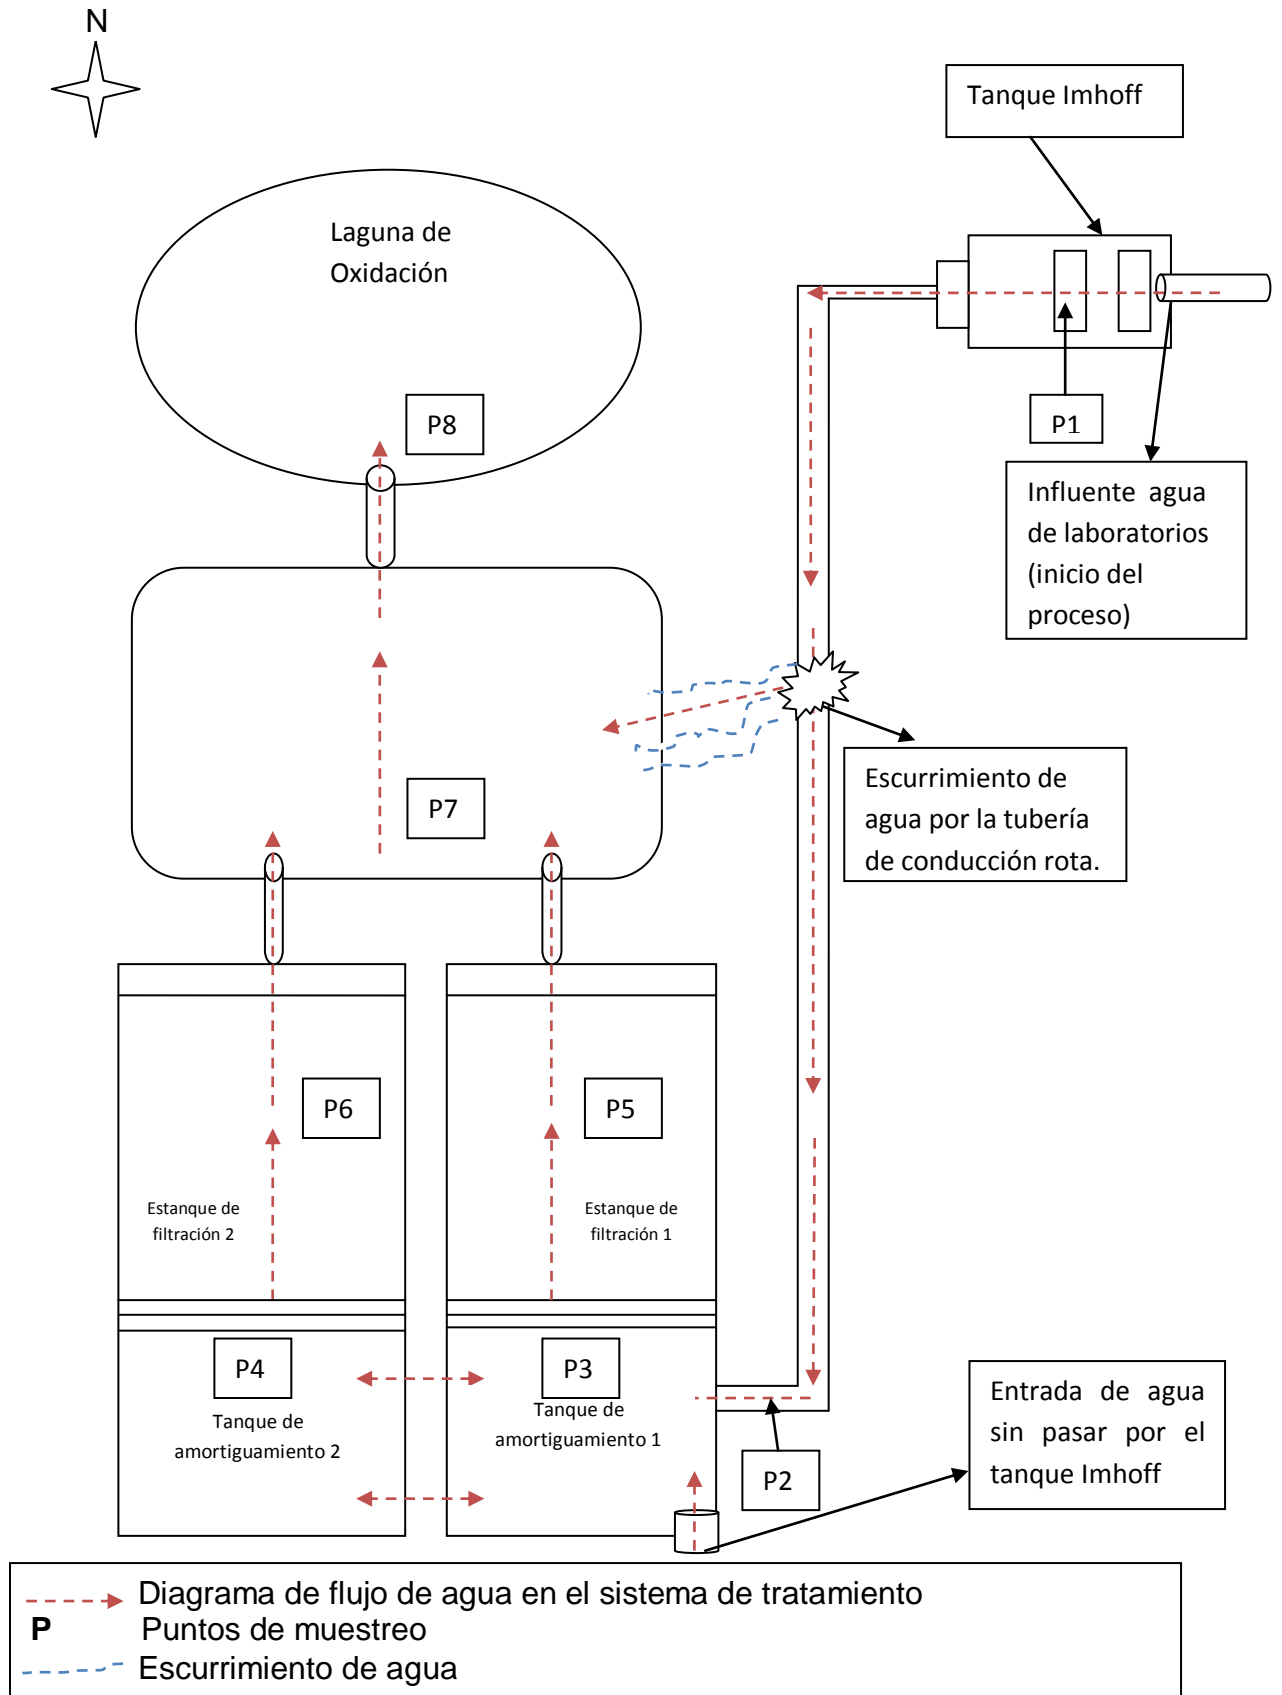 N
Tanque Imhoff
Laguna de
Oxidación
P8
P1
Influente agua
de laboratorios
(inicio del
proceso)
Escurrimiento de
agua por la tubería
de conducción rota.
P7
P6
P5
Estanque de
filtración 2
Estanque de
filtración 1
P4
P3
Tanque de
amortiguamiento 2
Tanque de
amortiguamiento 1
P2
Entrada de agua
sin pasar por el
tanque Imhoff
Diagrama de flujo de agua en el sistema de tratamiento
P Puntos de muestreo
Escurrimiento de agua